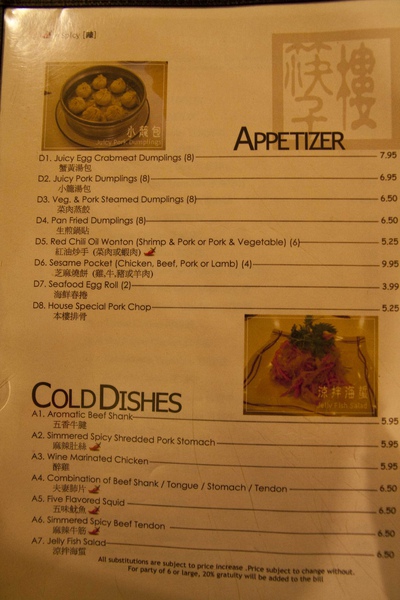 [辣]
筷子樓
小籠包
Juicy Pork Dumplings
APPETIZER
D1. Juicy Egg Crabmeat Dumplings (8) 7.95
蟹黃湯包
D2. Juicy Pork Dumplings (8) 6.95
小籠湯包
D3. Veg. & Pork Steamed Dumplings (8) 6.50
菜肉蒸餃
D4. Pan Fried Dumplings (8) 6.50
生煎鍋貼
D5. Red Chili Oil Wonton (Shrimp & Pork or Pork & Vegetable) (6) 5.25
紅油炒手 (菜肉或蝦肉)
D6. Sesame Pocket (Chicken, Beef, Pork or Lamb) (4) 9.95
芝麻燒餅 (雞,牛,豬或羊肉)
D7. Seafood Egg Roll (2) 3.99
海鮮春捲
D8. House Special Pork Chop 5.25
本樓排骨
涼拌海蜇
Jelly Fish Salad
COLD DISHES
A1. Aromatic Beef Shank 5.95
五香牛腱
A2. Simmered Spicy Shredded Pork Stomach 5.95
麻辣肚絲
A3. Wine Marinated Chicken 5.95
醉雞
A4. Combination of Beef Shank / Tongue / Stomach / Tendon 6.50
夫妻肺片
A5. Five Flavored Squid 6.50
五味魷魚
A6. Simmered Spicy Beef Tendon 6.50
麻辣牛筋
A7. Jelly Fish Salad 6.50
涼拌海蜇
All substitutions are subject to price increase .Price subject to change without.
For party of 6 or large, 20% gratuity will be added to the bill